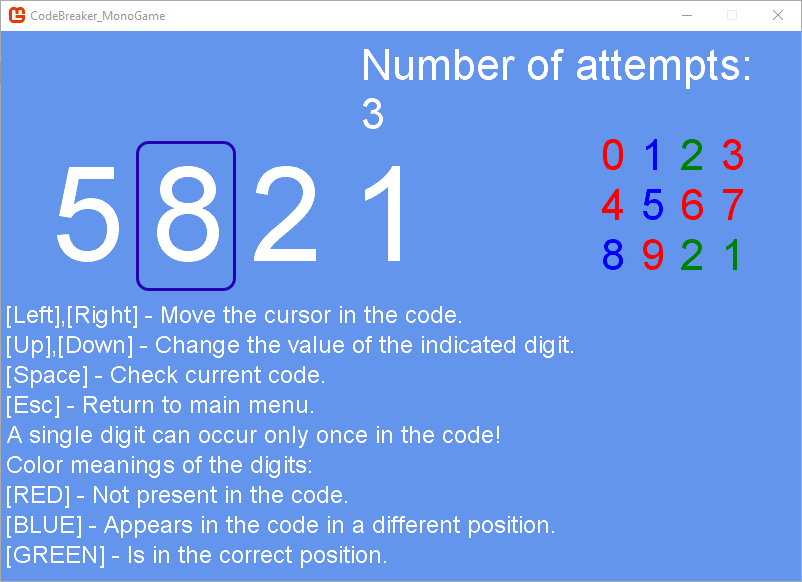 CodeBreaker_MonoGame
Number of attempts:
3
5 8 2 1
0 1 2 3
4 5 6 7
8 9 2 1
[Left],[Right] - Move the cursor in the code.
[Up],[Down] - Change the value of the indicated digit.
[Space] - Check current code.
[Esc] - Return to main menu.
A single digit can occur only once in the code!
Color meanings of the digits:
[RED] - Not present in the code.
[BLUE] - Appears in the code in a different position.
[GREEN] - Is in the correct position.